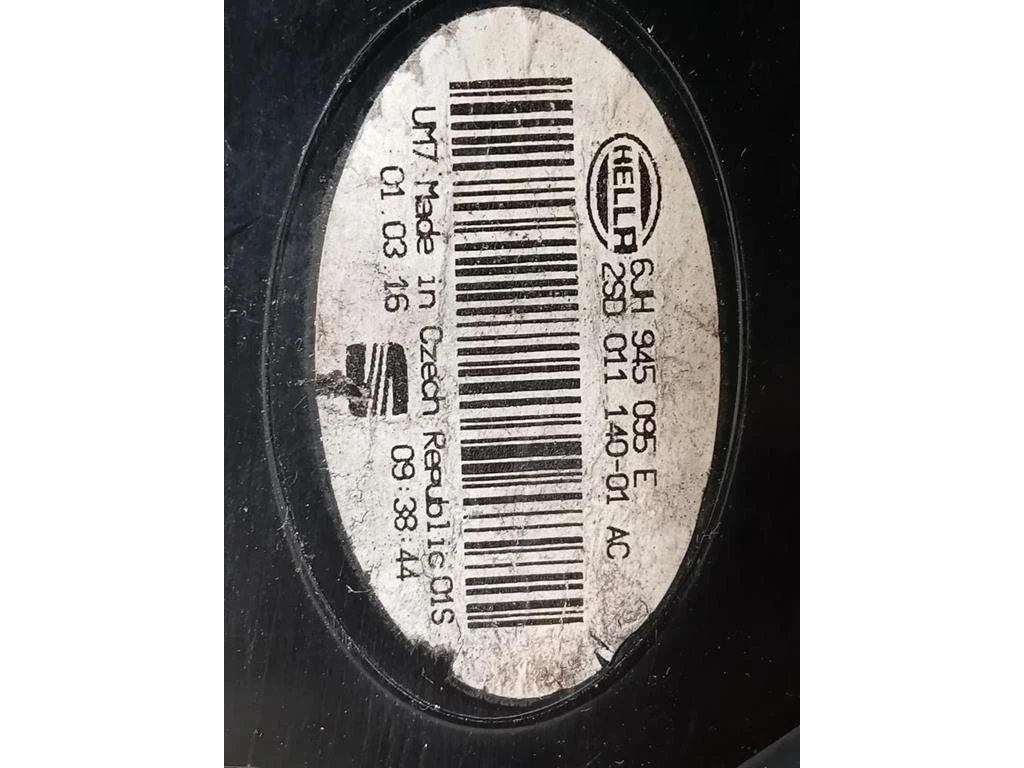 HELLA
6JH 945 095 E
2SD 011 140-01 AC
UM7 Made in Czech Republic 01S
01.03.16 09:38:44